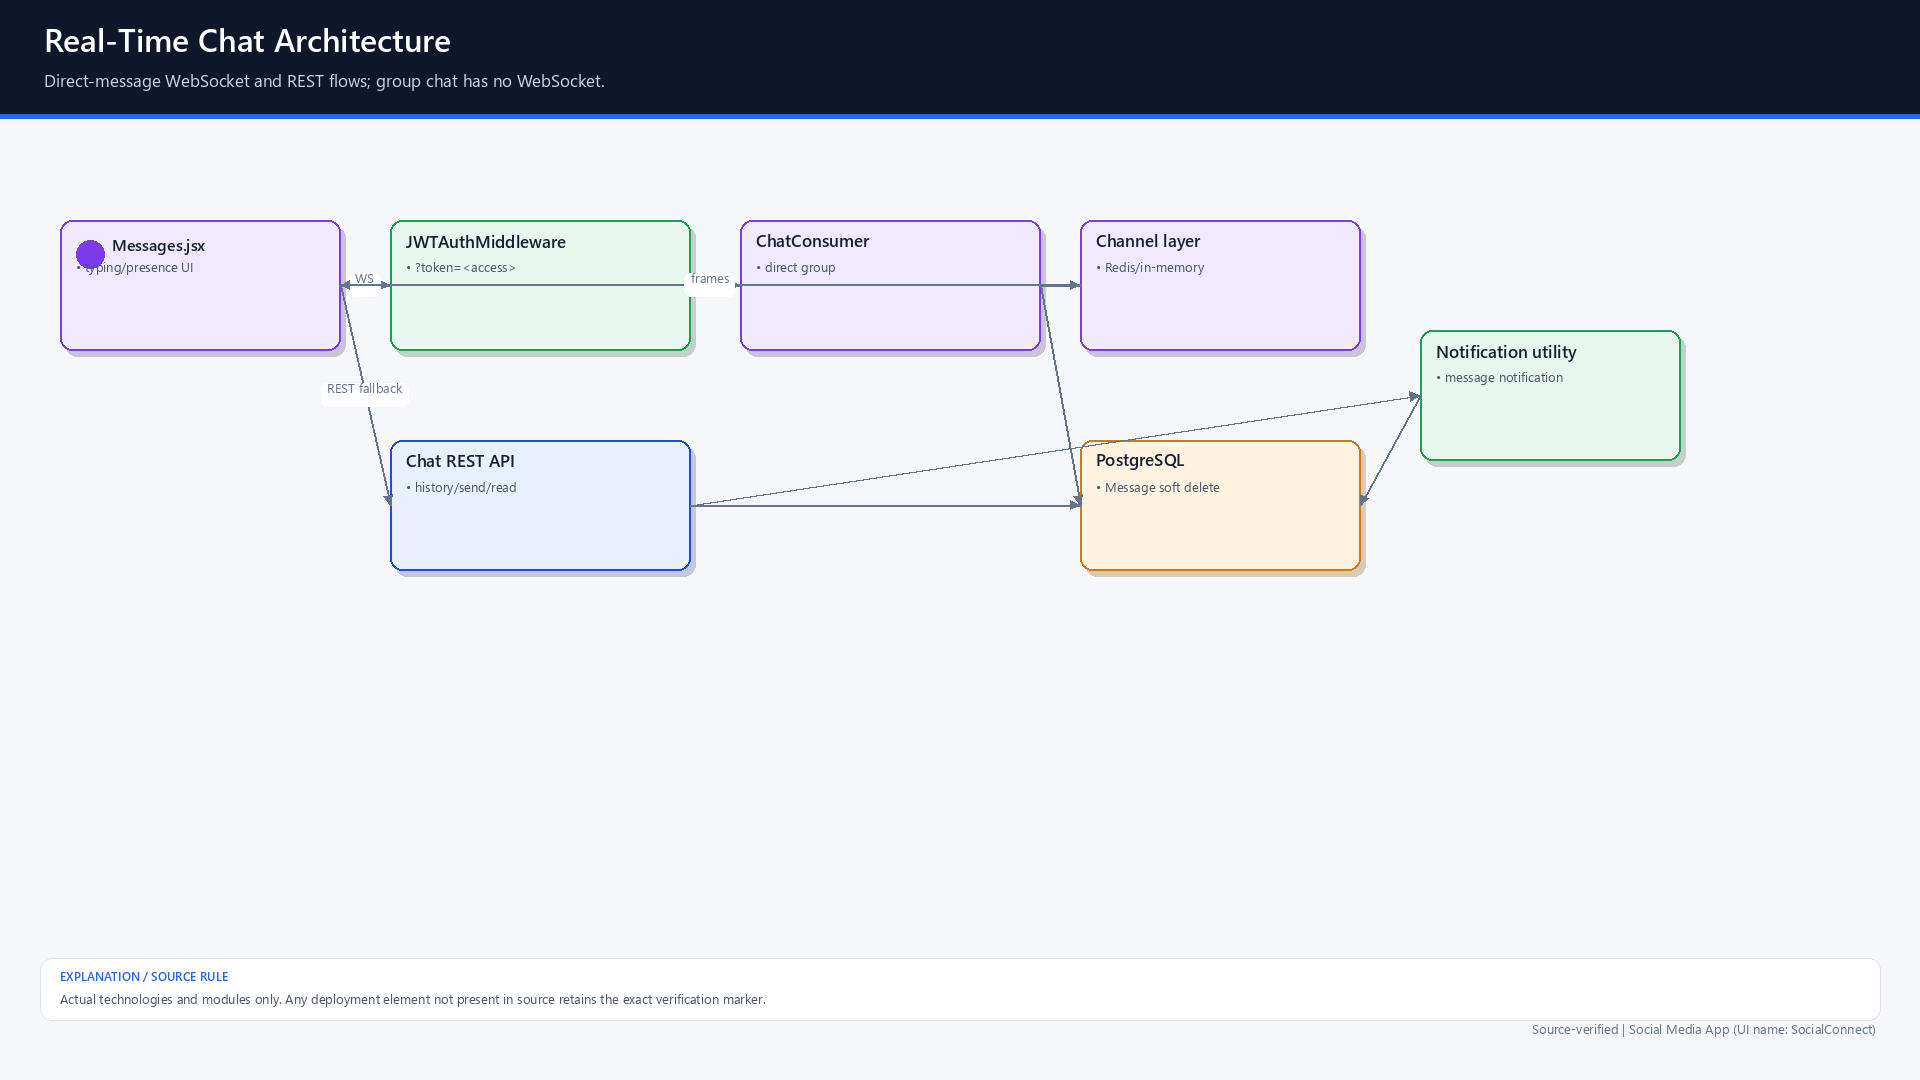 Real-Time Chat Architecture
Direct-message WebSocket and REST flows; group chat has no WebSocket.
Messages.jsx
• typing/presence UI
WS
JWTAuthMiddleware
• ?token=<access>
frames
ChatConsumer
• direct group
Channel layer
• Redis/in-memory
Notification utility
• message notification
REST fallback
Chat REST API
• history/send/read
PostgreSQL
• Message soft delete
EXPLANATION / SOURCE RULE
Actual technologies and modules only. Any deployment element not present in source retains the exact verification marker.
Source-verified | Social Media App (UI name: SocialConnect)